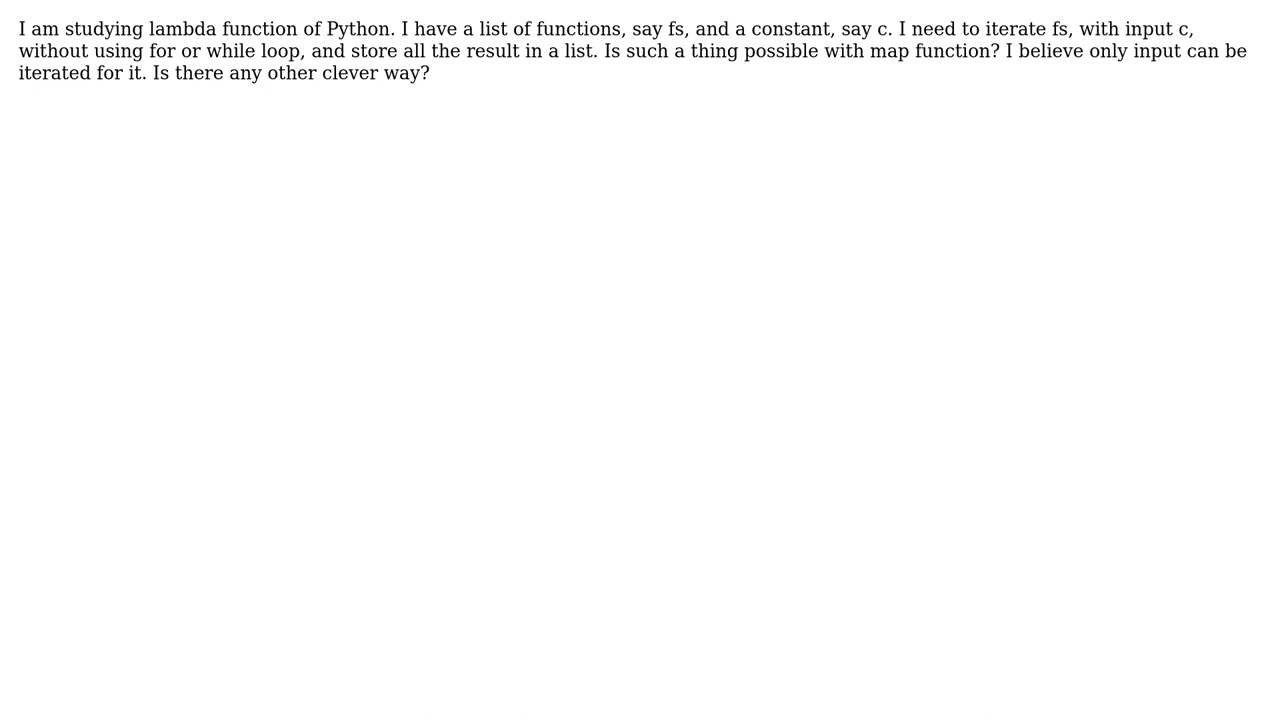 I am studying lambda function of Python. I have a list of functions, say fs, and a constant, say c. I need to iterate fs, with input c,
without using for or while loop, and store all the result in a list. Is such a thing possible with map function? I believe only input can be
iterated for it. Is there any other clever way?